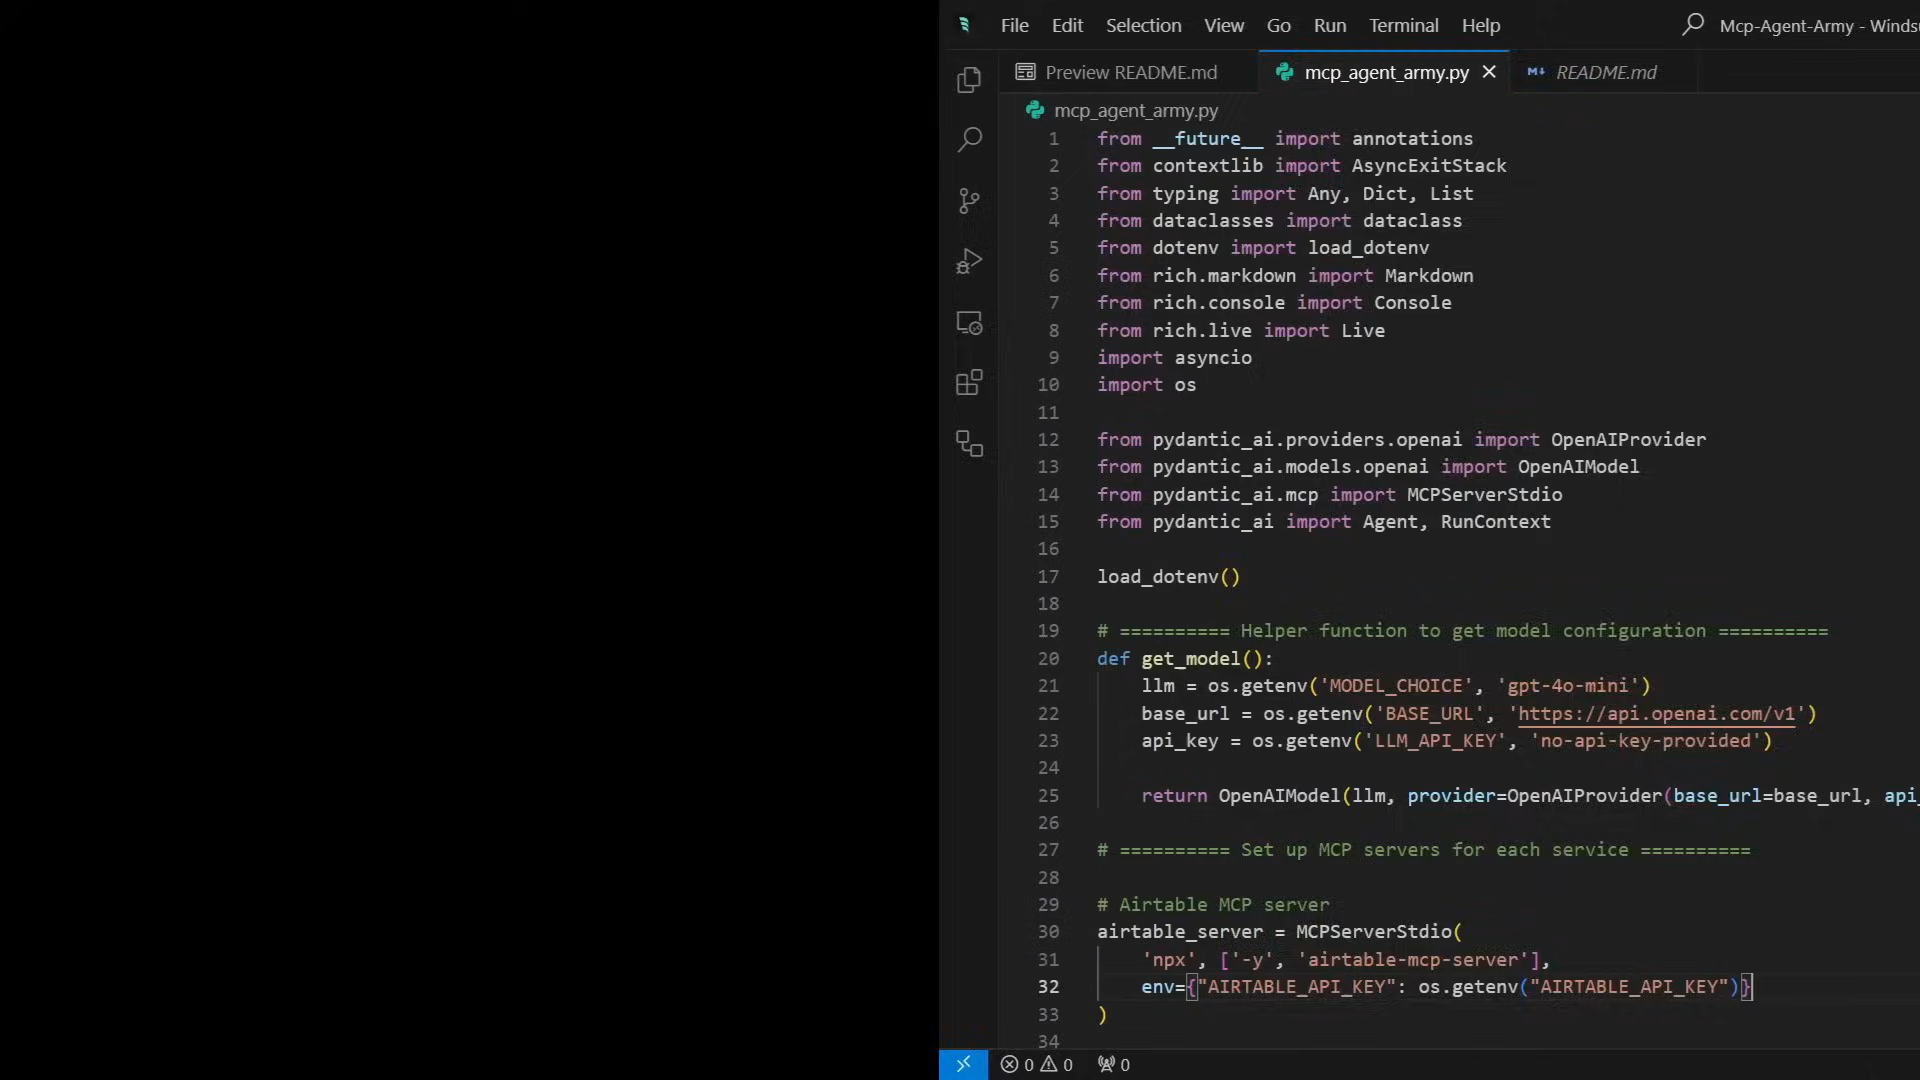 File Edit Selection View Go Run Terminal Help Mcp-Agent-Army - Winds
Preview README.md mcp_agent_army.py README.md
mcp_agent_army.py
1 from __future__ import annotations
2 from contextlib import AsyncExitStack
3 from typing import Any, Dict, List
4 from dataclasses import dataclass
5 from dotenv import load_dotenv
6 from rich.markdown import Markdown
7 from rich.console import Console
8 from rich.live import Live
9 import asyncio
10 import os
11
12 from pydantic_ai.providers.openai import OpenAIProvider
13 from pydantic_ai.models.openai import OpenAIModel
14 from pydantic_ai.mcp import MCPServerStdio
15 from pydantic_ai import Agent, RunContext
16
17 load_dotenv()
18
19 # ========== Helper function to get model configuration ==========
20 def get_model():
21     llm = os.getenv('MODEL_CHOICE', 'gpt-4o-mini')
22     base_url = os.getenv('BASE_URL', 'https://api.openai.com/v1')
23     api_key = os.getenv('LLM_API_KEY', 'no-api-key-provided')
24
25     return OpenAIModel(llm, provider=OpenAIProvider(base_url=base_url, api_
26
27 # ========== Set up MCP servers for each service ==========
28
29 # Airtable MCP server
30 airtable_server = MCPServerStdio(
31     'npx', ['-y', 'airtable-mcp-server'],
32     env={"AIRTABLE_API_KEY": os.getenv("AIRTABLE_API_KEY")}
33 )
34
0 0 0